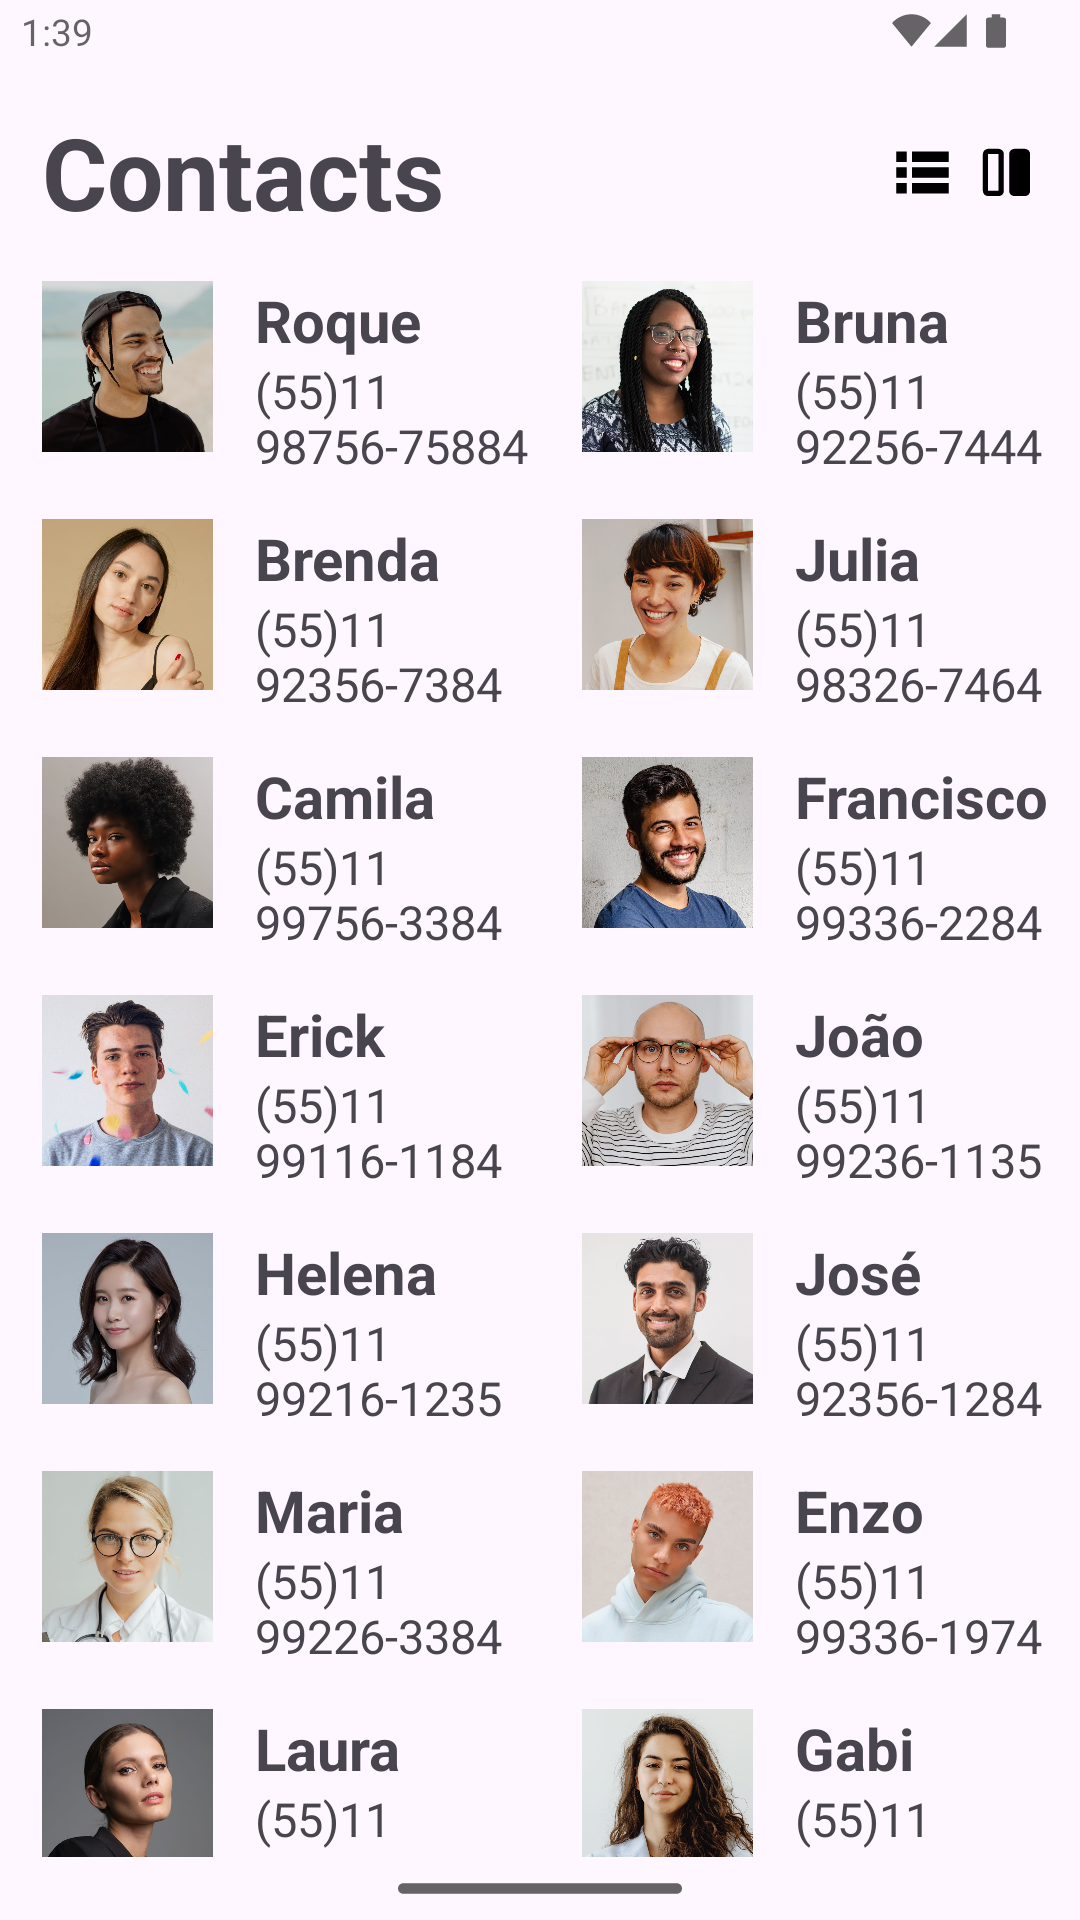 1:39
Contacts
Roque
(55)11
98756-75884
Bruna
(55)11
92256-7444
Brenda
(55)11
92356-7384
Julia
(55)11
98326-7464
Camila
(55)11
99756-3384
Francisco
(55)11
99336-2284
Erick
(55)11
99116-1184
João
(55)11
99236-1135
Helena
(55)11
99216-1235
José
(55)11
92356-1284
Maria
(55)11
99226-3384
Enzo
(55)11
99336-1974
Laura
(55)11
Gabi
(55)11